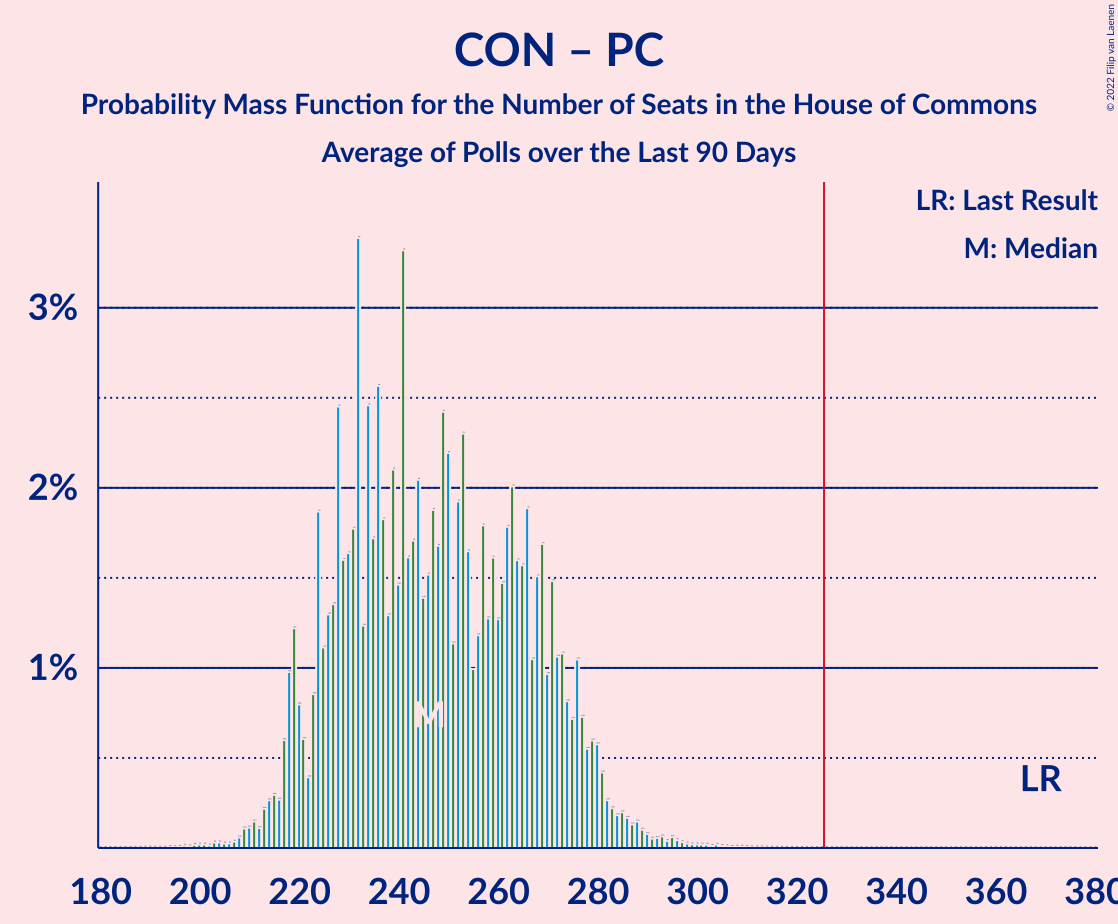 CON – PC
Probability Mass Function for the Number of Seats in the House of Commons
Average of Polls over the Last 90 Days
© 2022 Filip van Laenen
LR: Last Result
M: Median
3%
2%
1%
M
LR
180 200 220 240 260 280 300 320 340 360 380